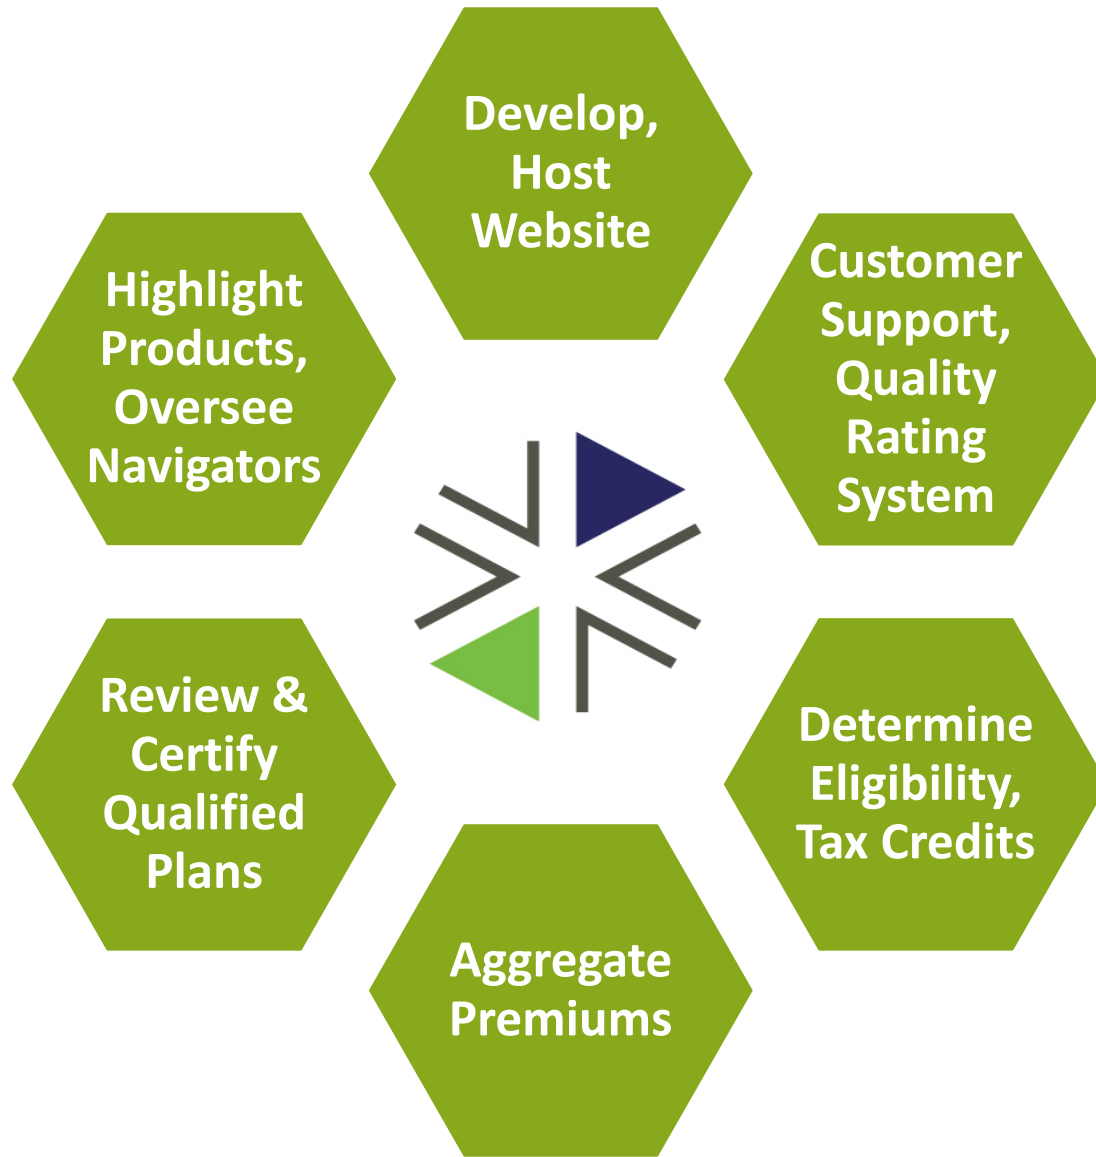 Develop,
Host
Website
Customer
Support,
Quality
Rating
System
Determine
Eligibility,
Tax Credits
Aggregate
Premiums
Review &
Certify
Qualified
Plans
Highlight
Products,
Oversee
Navigators